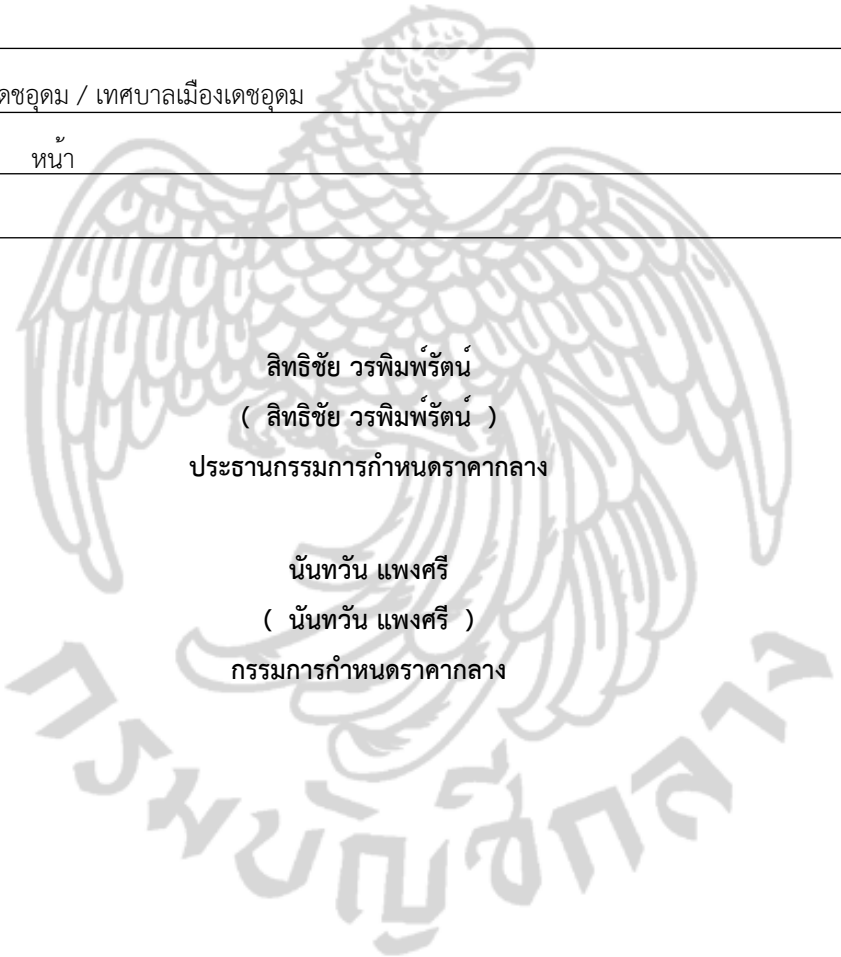 ดชอุดม / เทศบาลเมืองเดชอุดม
หน้า
สิทธิชัย วรพิมพ์รัตน์
( สิทธิชัย วรพิมพ์รัตน์ )
ประธานกรรมการกำหนดราคากลาง
นันทวัน แพงศรี
( นันทวัน แพงศรี )
กรรมการกำหนดราคากลาง
กรมบัญชีกลาง